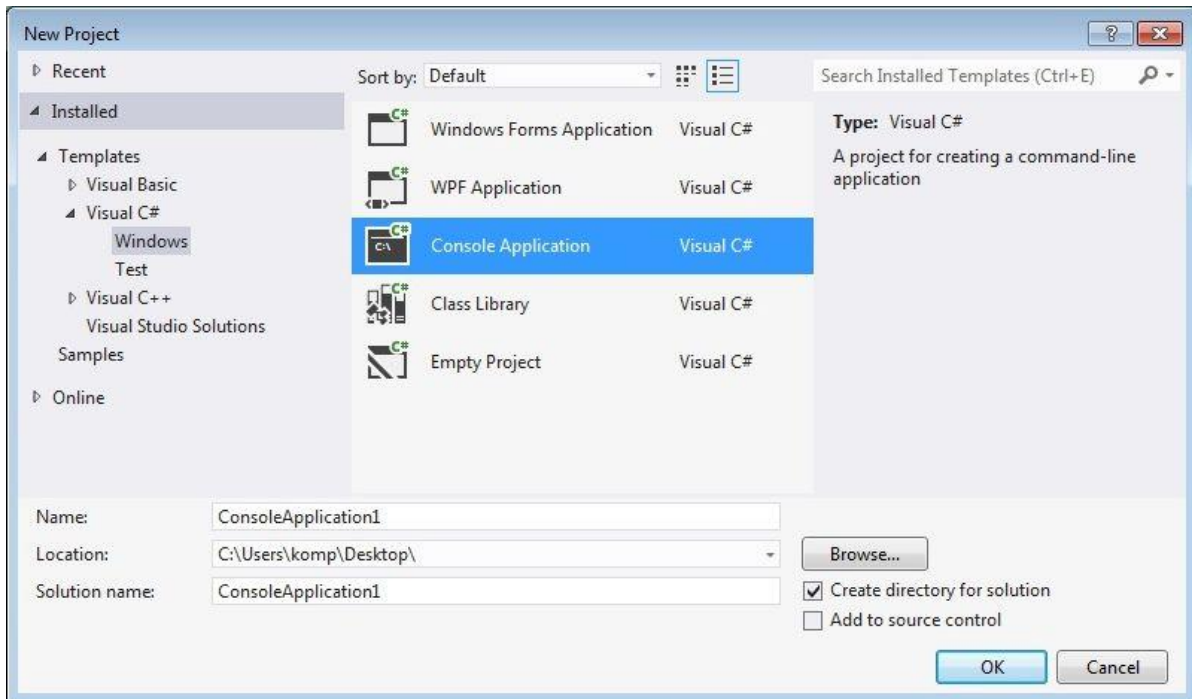 New Project
Recent
Installed
Templates
Visual Basic
Visual C#
Windows
Test
Visual C++
Visual Studio Solutions
Samples
Online
Sort by: Default
C# Windows Forms Application Visual C#
C# WPF Application Visual C#
C:\ C# Console Application Visual C#
C# Class Library Visual C#
C# Empty Project Visual C#
Search Installed Templates (Ctrl+E)
Type: Visual C#
A project for creating a command-line
application
Name: ConsoleApplication1
Location: C:\Users\komp\Desktop\ Browse...
Solution name: ConsoleApplication1
Create directory for solution
Add to source control
OK Cancel